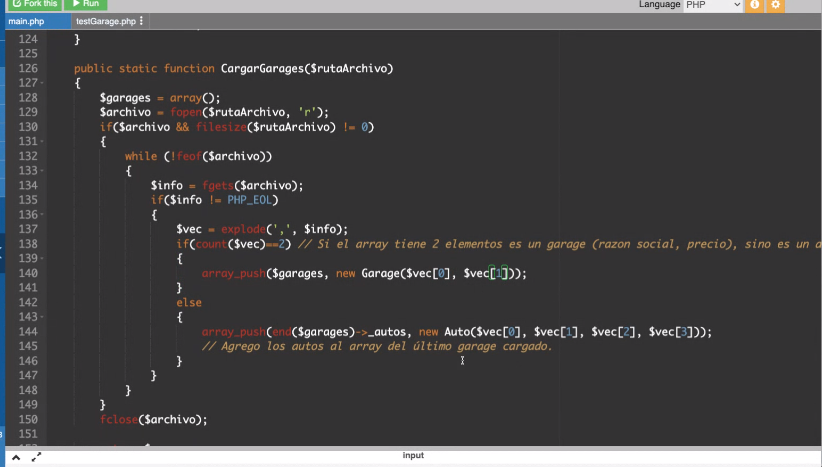 Fork this Run Language PHP
main.php testGarage.php
124 }
125
126 public static function CargarGarages($rutaArchivo)
127 {
128 $garages = array();
129 $archivo = fopen($rutaArchivo, 'r');
130 if($archivo && filesize($rutaArchivo) != 0)
131 {
132 while (!feof($archivo))
133 {
134 $info = fgets($archivo);
135 if($info != PHP_EOL)
136 {
137 $vec = explode(',', $info);
138 if(count($vec)==2) // Si el array tiene 2 elementos es un garage (razon social, precio), sino es un a
139 {
140 array_push($garages, new Garage($vec[0], $vec[1]));
141 }
142 else
143 {
144 array_push(end($garages)->_autos, new Auto($vec[0], $vec[1], $vec[2], $vec[3]));
145 // Agrego los autos al array del último garage cargado.
146 }
147 }
148 }
149 }
150 fclose($archivo);
151
input